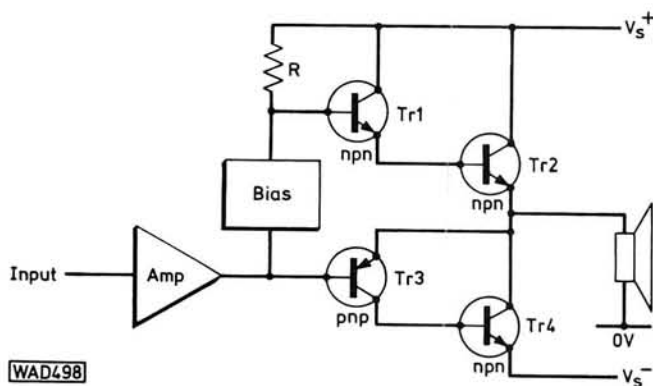 Vs+
R
Tr1
npn
Tr2
npn
Bias
Input
Amp
Tr3
pnp
Tr4
npn
0V
Vs-
WAD498